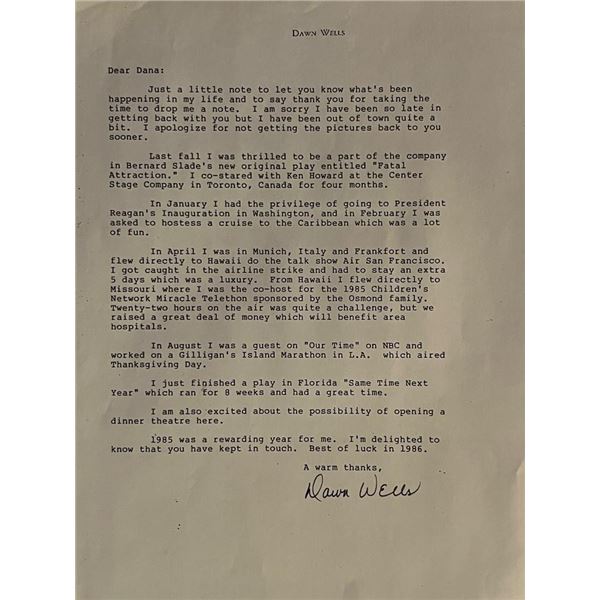 DAWN WELLS
Dear Dana:
Just a little note to let you know what's been
happening in my life and to say thank you for taking the
time to drop me a note. I am sorry I have been so late in
getting back with you but I have been out of town quite a
bit. I apologize for not getting the pictures back to you
sooner.
Last fall I was thrilled to be a part of the company
in Bernard Slade's new original play entitled "Fatal
Attraction." I co-stared with Ken Howard at the Center
Stage Company in Toronto, Canada for four months.
In January I had the privilege of going to President
Reagan's Inauguration in Washington, and in February I was
asked to hostess a cruise to the Caribbean which was a lot
of fun.
In April I was in Munich, Italy and Frankfort and
flew directly to Hawaii do the talk show Air San Francisco.
I got caught in the airline strike and had to stay an extra
5 days which was a luxury. From Hawaii I flew directly to
Missouri where I was the co-host for the 1985 Children's
Network Miracle Telethon sponsored by the Osmond family.
Twenty-two hours on the air was quite a challenge, but we
raised a great deal of money which will benefit area
hospitals.
In August I was a guest on "Our Time" on NBC and
worked on a Gilligan's Island Marathon in L.A. which aired
Thanksgiving Day.
I just finished a play in Florida "Same Time Next
Year" which ran for 8 weeks and had a great time.
I am also excited about the possibility of opening a
dinner theatre here.
1985 was a rewarding year for me. I'm delighted to
know that you have kept in touch. Best of luck in 1986.
A warm thanks,
Dawn Wells